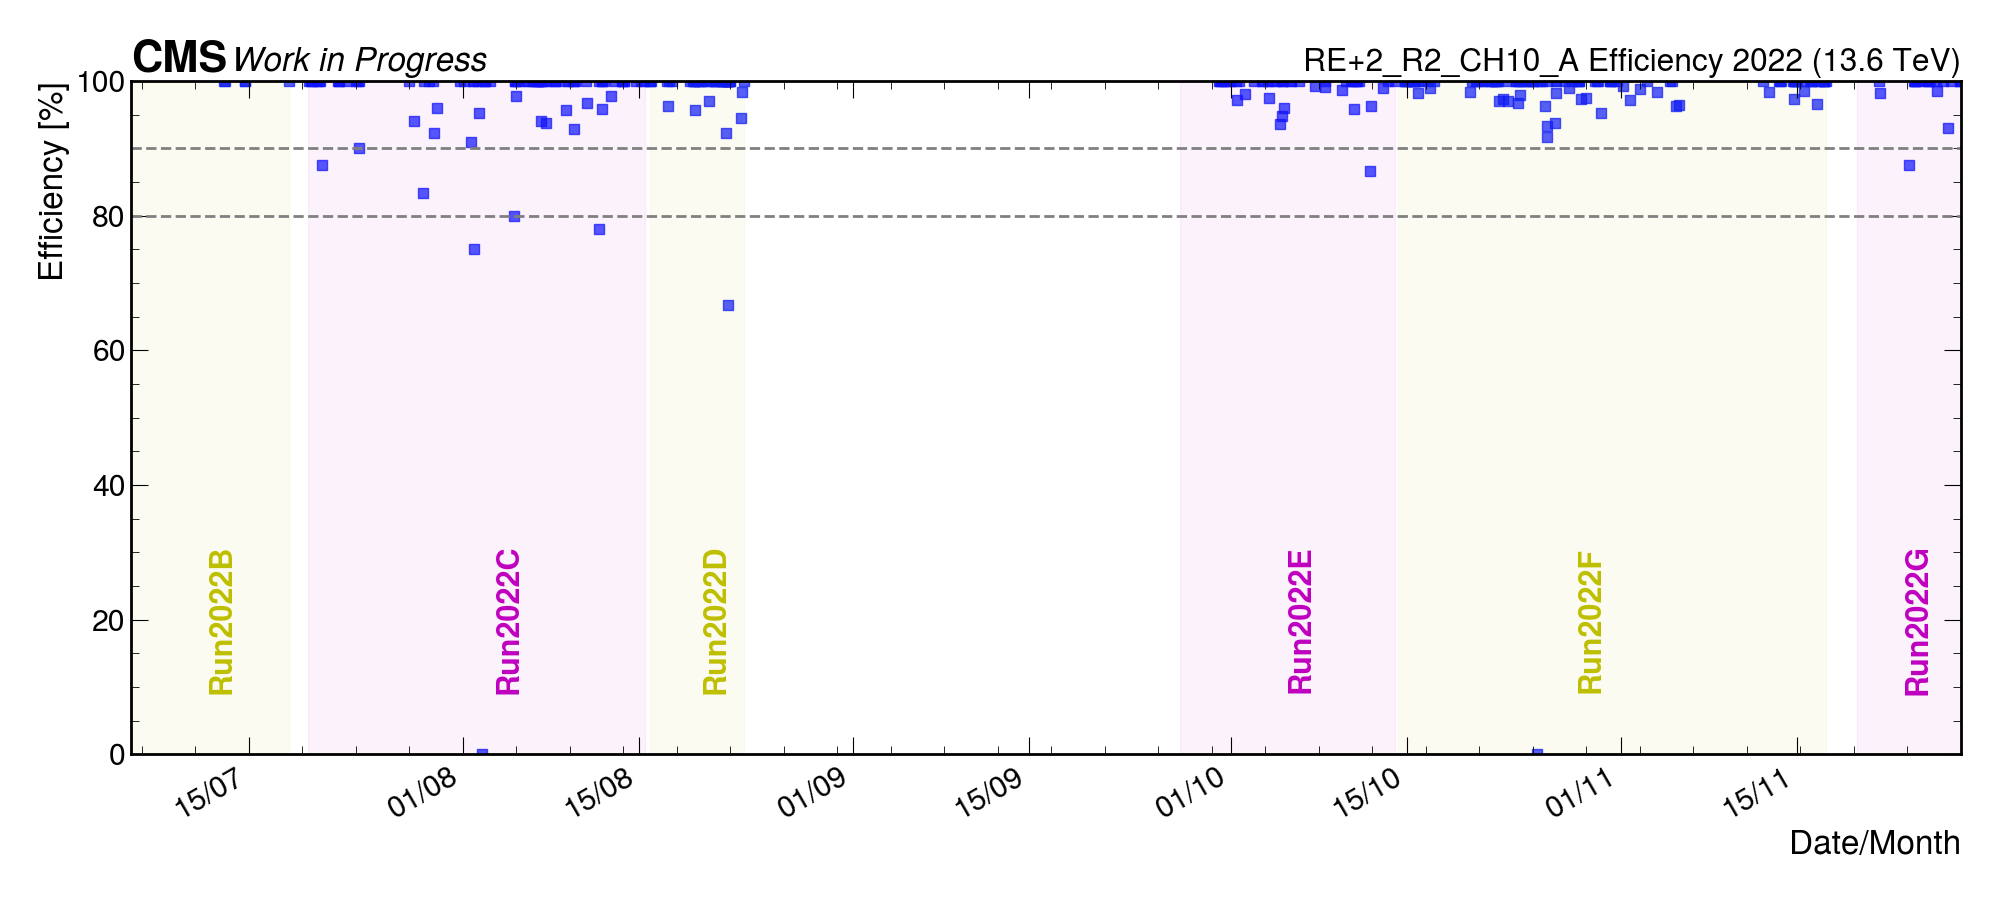 CMS Work in Progress
RE+2_R2_CH10_A Efficiency 2022 (13.6 TeV)
Efficiency [%]
100
80
60
40
20
0
Run2022B
Run2022C
Run2022D
Run2022E
Run2022F
Run2022G
15/07
01/08
15/08
01/09
15/09
01/10
15/10
01/11
15/11
Date/Month